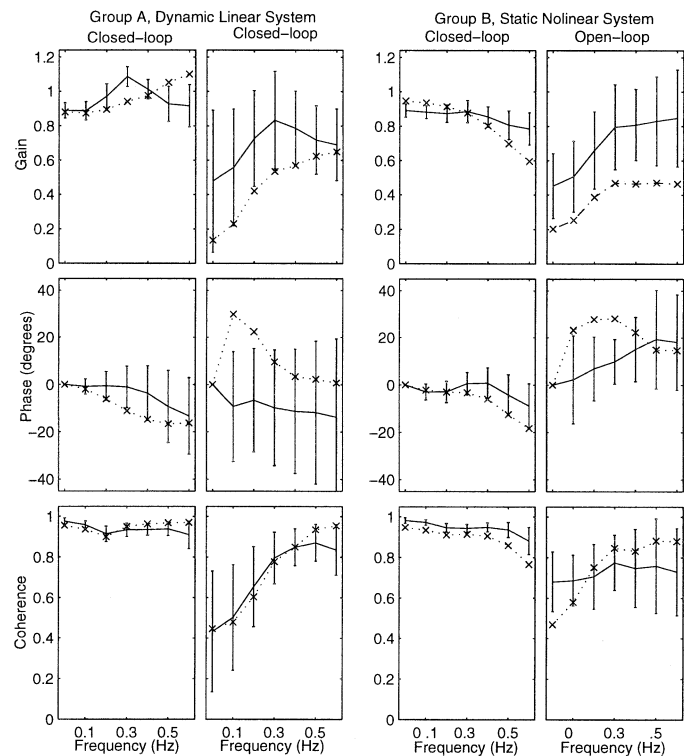 Group A, Dynamic Linear System
Group B, Static Nolinear System
Closed-loop
Closed-loop
Closed-loop
Open-loop
Gain
1.2
1
0.8
0.6
0.4
0.2
0
1.2
1
0.8
0.6
0.4
0.2
0
Phase (degrees)
40
20
0
-20
-40
40
20
0
-20
-40
Coherence
1
0.8
0.6
0.4
0.2
0
1
0.8
0.6
0.4
0.2
0
0.1 0.3 0.5
0.1 0.3 0.5
0.1 0.3 0.5
0 0.3 0.5
Frequency (Hz)
Frequency (Hz)
Frequency (Hz)
Frequency (Hz)